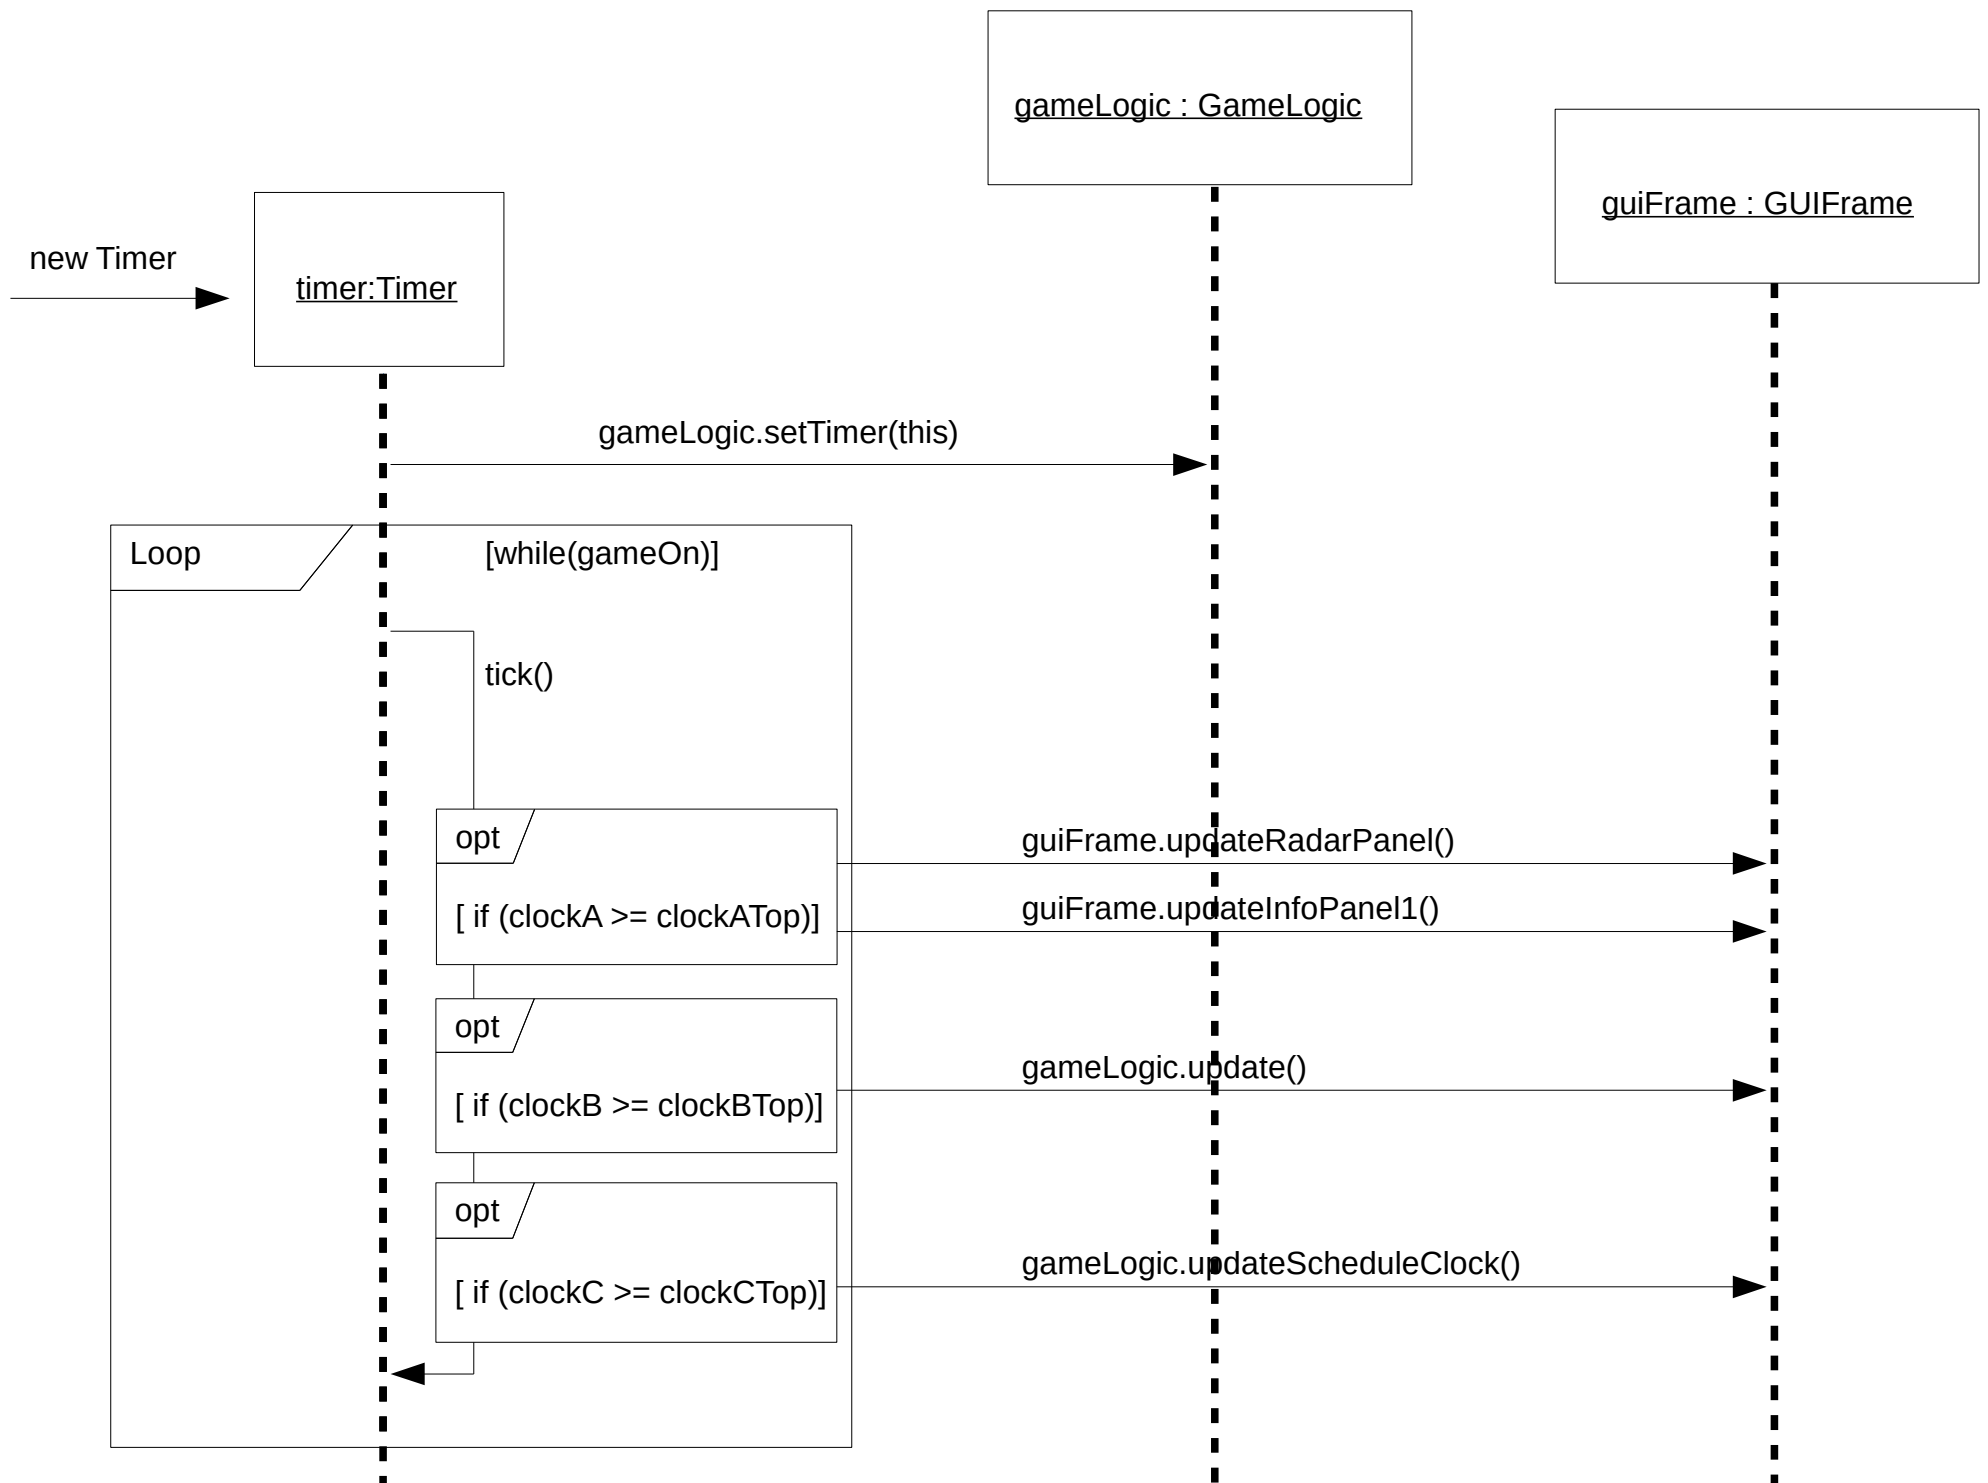 gameLogic : GameLogic
guiFrame : GUIFrame
new Timer
timer:Timer
gameLogic.setTimer(this)
Loop
[while(gameOn)]
tick()
opt
guiFrame.updateRadarPanel()
[ if (clockA >= clockATop)]
guiFrame.updateInfoPanel1()
opt
gameLogic.update()
[ if (clockB >= clockBTop)]
opt
gameLogic.updateScheduleClock()
[ if (clockC >= clockCTop)]